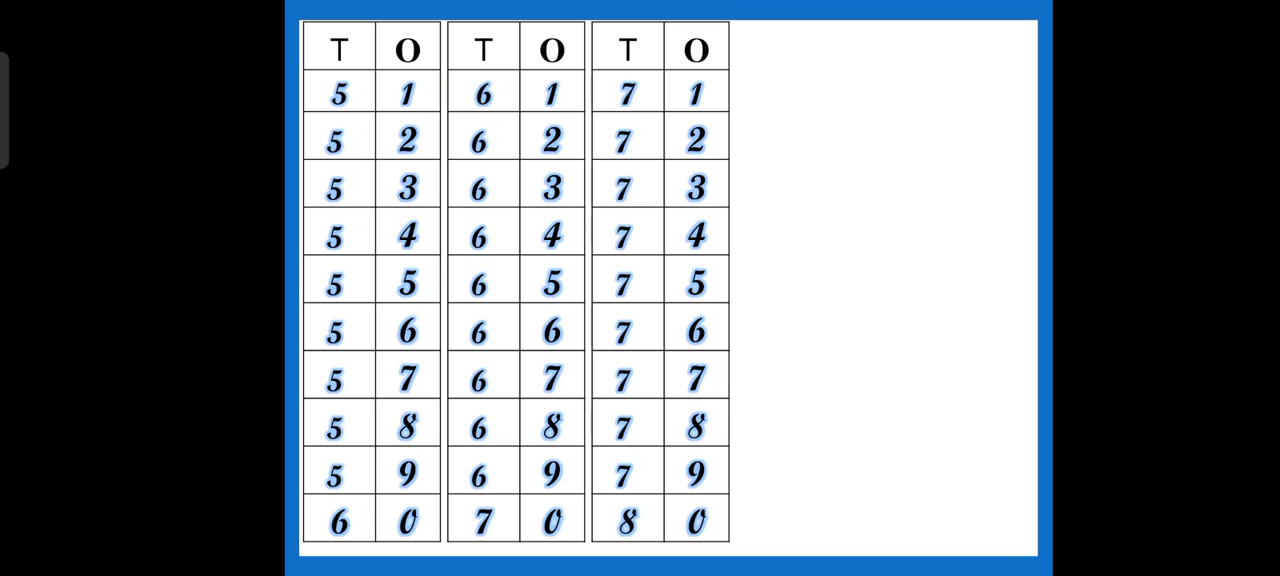 T O T O T O
5 1 6 1 7 1
5 2 6 2 7 2
5 3 6 3 7 3
5 4 6 4 7 4
5 5 6 5 7 5
5 6 6 6 7 6
5 7 6 7 7 7
5 8 6 8 7 8
5 9 6 9 7 9
6 0 7 0 8 0